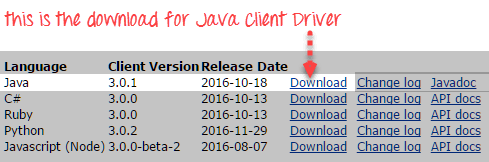 this is the download for Java Client Driver
Language Client Version Release Date
Java 3.0.1 2016-10-18 Download Change log Javadoc
C# 3.0.0 2016-10-13 Download Change log API docs
Ruby 3.0.0 2016-10-13 Download Change log API docs
Python 3.0.2 2016-11-29 Download Change log API docs
Javascript (Node) 3.0.0-beta-2 2016-08-07 Download Change log API docs